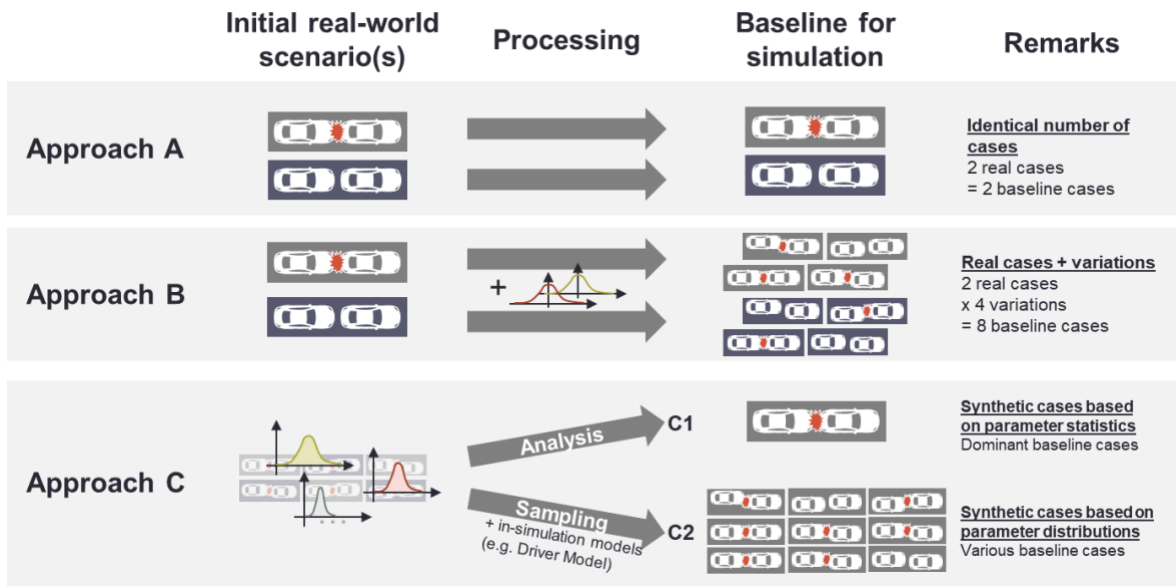 Initial real-world
scenario(s)
Processing
Baseline for
simulation
Remarks
Approach A
Identical number of
cases
2 real cases
= 2 baseline cases
Approach B
+
Real cases + variations
2 real cases
x 4 variations
= 8 baseline cases
Approach C
...
Analysis
C1
Synthetic cases based
on parameter statistics
Dominant baseline cases
Sampling
+ in-simulation models
(e.g. Driver Model)
C2
Synthetic cases based on
parameter distributions
Various baseline cases